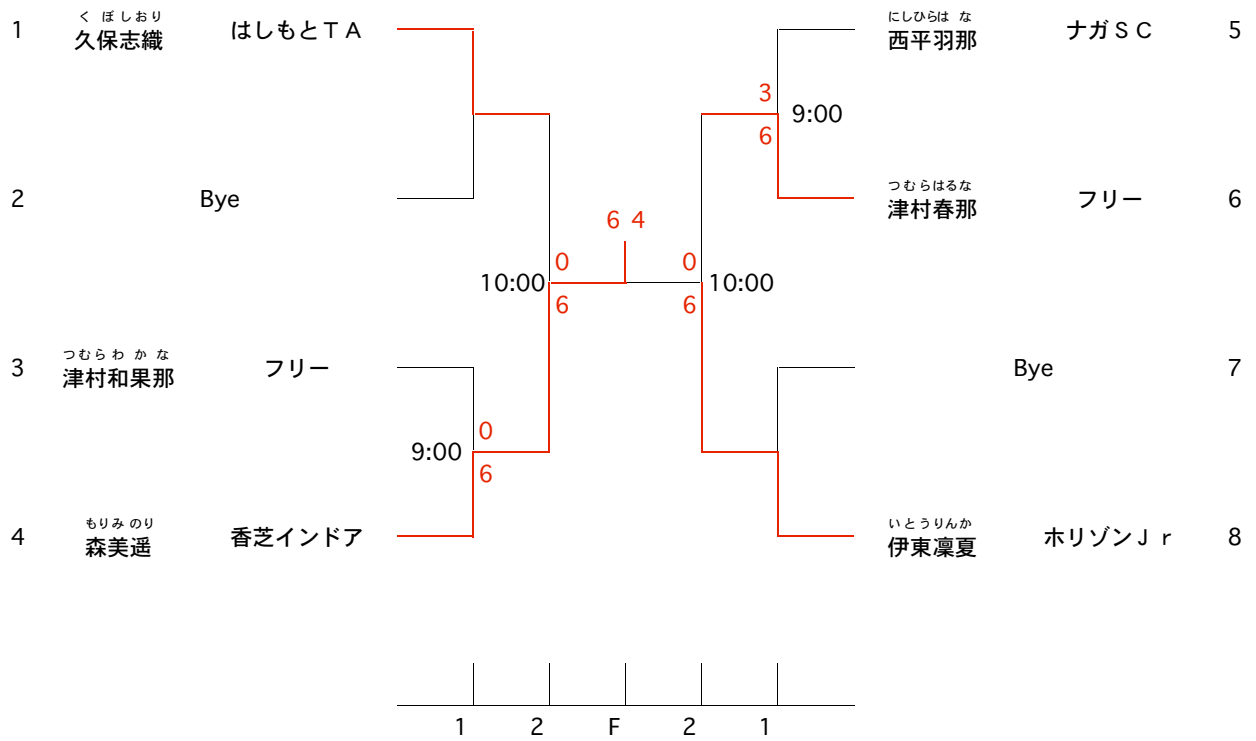 くぼしおり
1 久保志織 はしもとTA
にしひらはな
西平羽那 ナガSC 5
3
9:00
6
2 Bye
つむらはるな
津村春那 フリー 6
6 4
0
0
10:00
10:00
6
6
つむらわかな
3 津村和果那 フリー
Bye 7
0
9:00
6
もりみのり
4 森美遥 香芝インドア
いとうりんか
伊東凜夏 ホリゾンJr 8
1 2 F 2 1